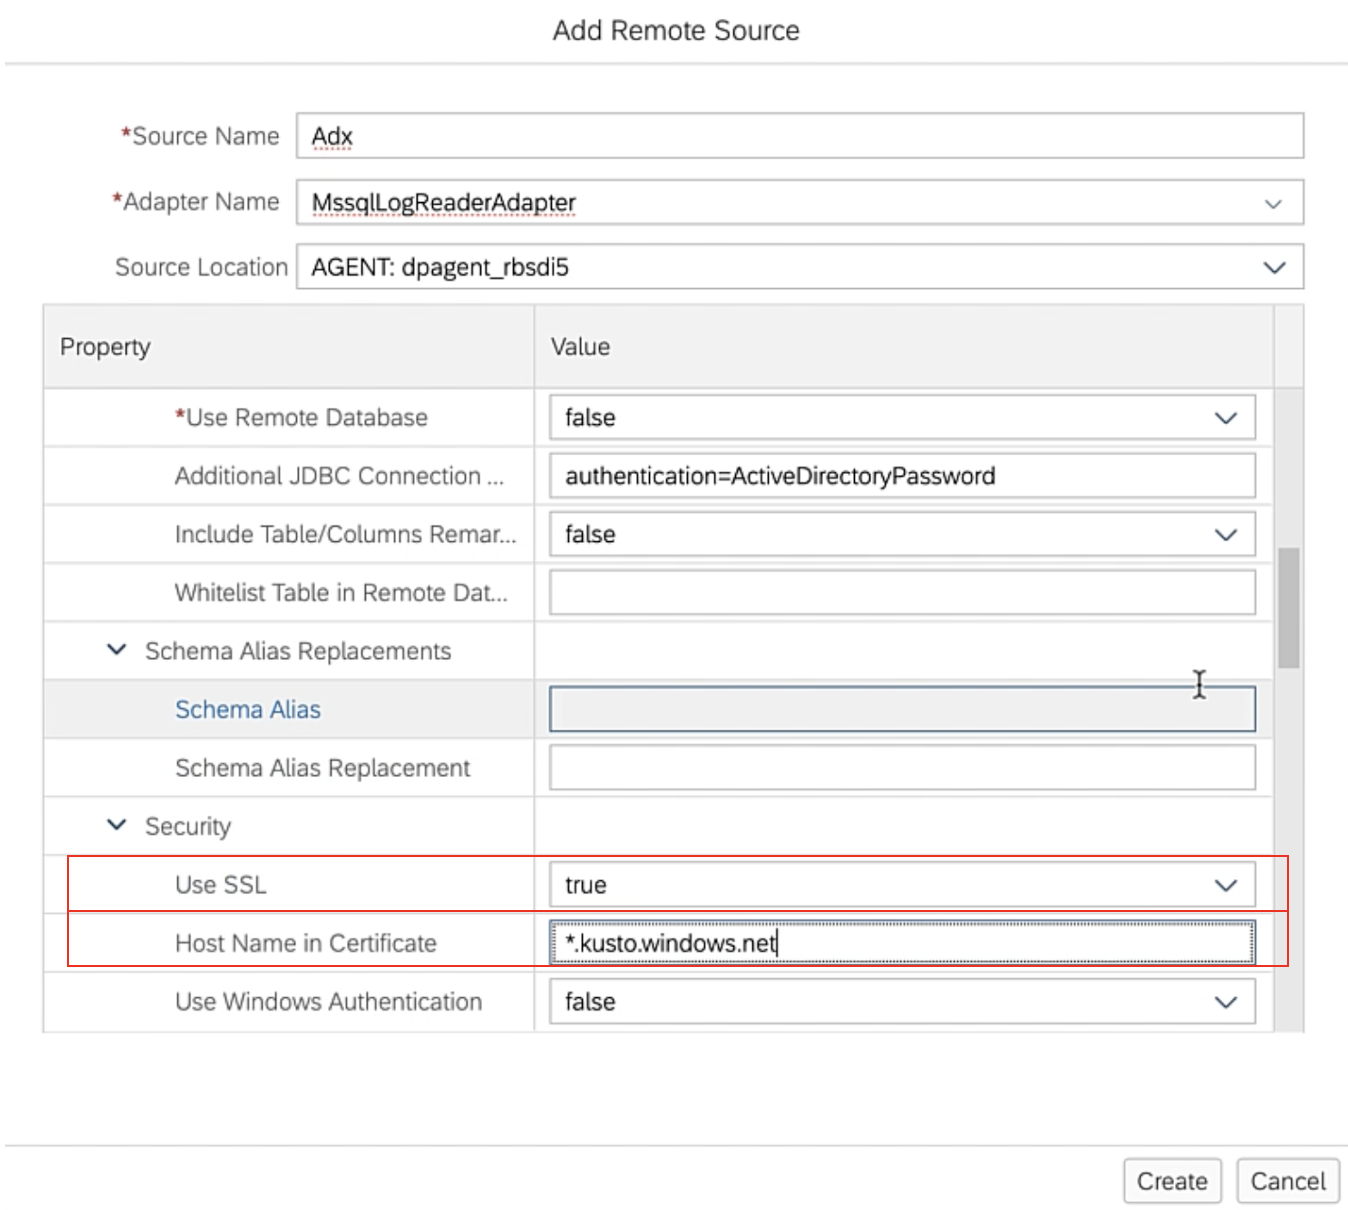 Add Remote Source
*Source Name Adx
*Adapter Name MssqlLogReaderAdapter
Source Location AGENT: dpagent_rbsdi5
Property Value
*Use Remote Database false
Additional JDBC Connection ... authentication=ActiveDirectoryPassword
Include Table/Columns Remar... false
Whitelist Table in Remote Dat...
Schema Alias Replacements
Schema Alias
Schema Alias Replacement
Security
Use SSL true
Host Name in Certificate *.kusto.windows.net
Use Windows Authentication false
Create Cancel